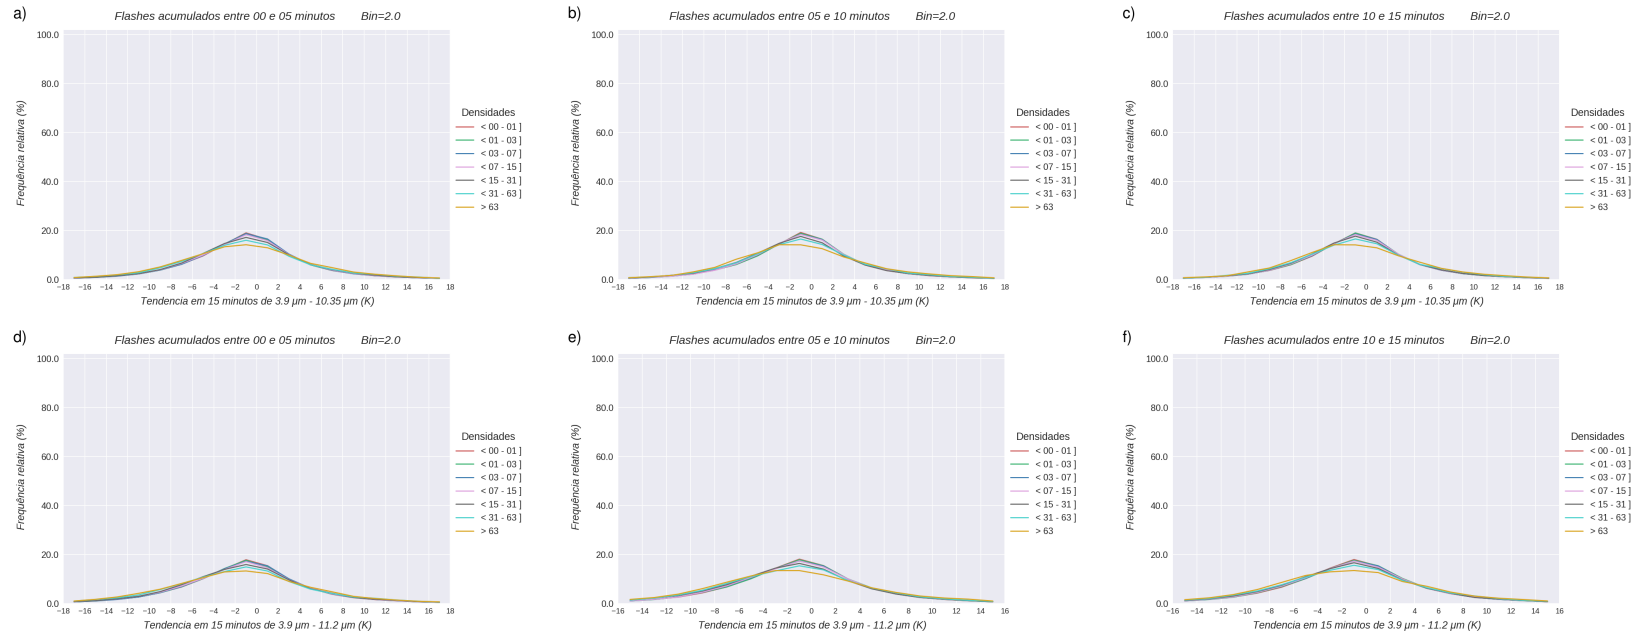 a)
Flashes acumulados entre 00 e 05 minutos Bin=2.0
Frequência relativa (%)
100.0
80.0
60.0
40.0
20.0
0.0
−18 −16 −14 −12 −10 −8 −6 −4 −2 0 2 4 6 8 10 12 14 16 18
Tendencia em 15 minutos de 3.9 μm - 10.35 μm (K)
Densidades
< 00 - 01 ]
< 01 - 03 ]
< 03 - 07 ]
< 07 - 15 ]
< 15 - 31 ]
< 31 - 63 ]
> 63
b)
Flashes acumulados entre 05 e 10 minutos Bin=2.0
Frequência relativa (%)
100.0
80.0
60.0
40.0
20.0
0.0
−18 −16 −14 −12 −10 −8 −6 −4 −2 0 2 4 6 8 10 12 14 16 18
Tendencia em 15 minutos de 3.9 μm - 10.35 μm (K)
Densidades
< 00 - 01 ]
< 01 - 03 ]
< 03 - 07 ]
< 07 - 15 ]
< 15 - 31 ]
< 31 - 63 ]
> 63
c)
Flashes acumulados entre 10 e 15 minutos Bin=2.0
Frequência relativa (%)
100.0
80.0
60.0
40.0
20.0
0.0
−18 −16 −14 −12 −10 −8 −6 −4 −2 0 2 4 6 8 10 12 14 16 18
Tendencia em 15 minutos de 3.9 μm - 10.35 μm (K)
Densidades
< 00 - 01 ]
< 01 - 03 ]
< 03 - 07 ]
< 07 - 15 ]
< 15 - 31 ]
< 31 - 63 ]
> 63
d)
Flashes acumulados entre 00 e 05 minutos Bin=2.0
Frequência relativa (%)
100.0
80.0
60.0
40.0
20.0
0.0
−18 −16 −14 −12 −10 −8 −6 −4 −2 0 2 4 6 8 10 12 14 16 18
Tendencia em 15 minutos de 3.9 μm - 11.2 μm (K)
Densidades
< 00 - 01 ]
< 01 - 03 ]
< 03 - 07 ]
< 07 - 15 ]
< 15 - 31 ]
< 31 - 63 ]
> 63
e)
Flashes acumulados entre 05 e 10 minutos Bin=2.0
Frequência relativa (%)
100.0
80.0
60.0
40.0
20.0
0.0
−16 −14 −12 −10 −8 −6 −4 −2 0 2 4 6 8 10 12 14 16
Tendencia em 15 minutos de 3.9 μm - 11.2 μm (K)
Densidades
< 00 - 01 ]
< 01 - 03 ]
< 03 - 07 ]
< 07 - 15 ]
< 15 - 31 ]
< 31 - 63 ]
> 63
f)
Flashes acumulados entre 10 e 15 minutos Bin=2.0
Frequência relativa (%)
100.0
80.0
60.0
40.0
20.0
0.0
−16 −14 −12 −10 −8 −6 −4 −2 0 2 4 6 8 10 12 14 16
Tendencia em 15 minutos de 3.9 μm - 11.2 μm (K)
Densidades
< 00 - 01 ]
< 01 - 03 ]
< 03 - 07 ]
< 07 - 15 ]
< 15 - 31 ]
< 31 - 63 ]
> 63